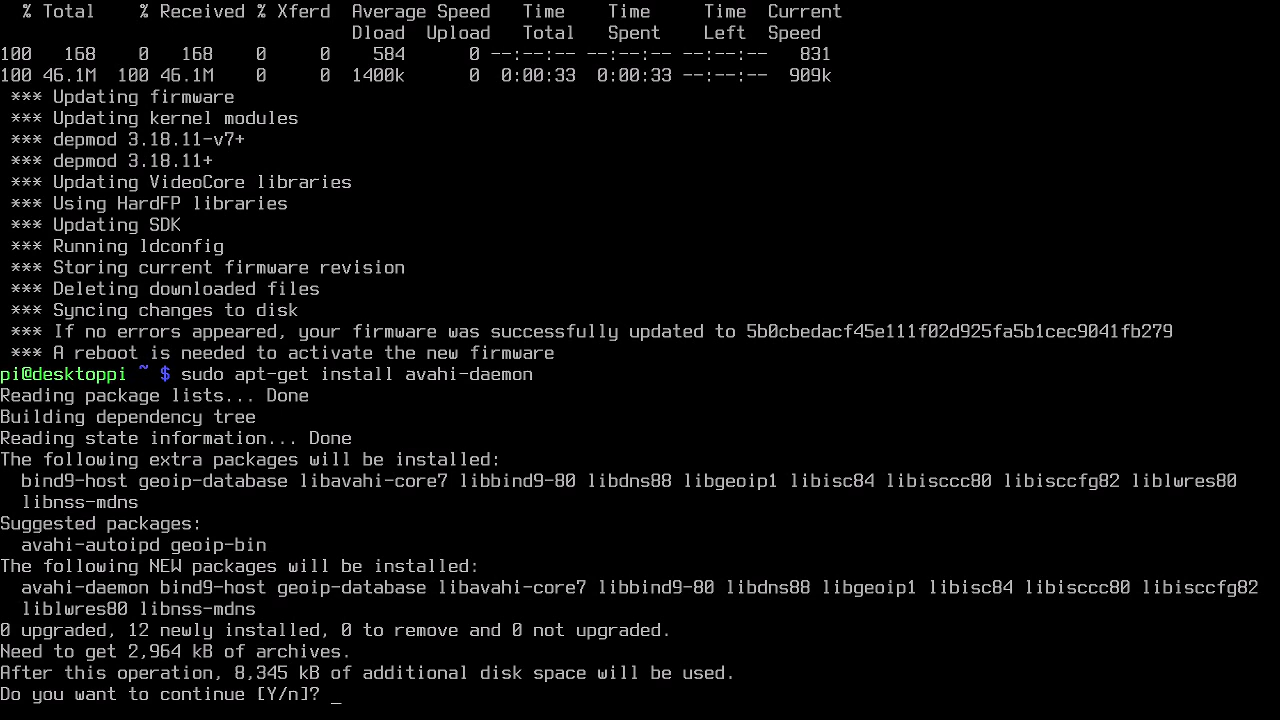 % Total % Received % Xferd Average Speed Time Time Time Current
Dload Upload Total Spent Left Speed
100 168 0 168 0 0 584 0 --:--:-- --:--:-- --:--:-- 831
100 46.1M 100 46.1M 0 0 1400k 0 0:00:33 0:00:33 --:--:-- 909k
*** Updating firmware
*** Updating kernel modules
*** depmod 3.18.11-v7+
*** depmod 3.18.11+
*** Updating VideoCore libraries
*** Using HardFP libraries
*** Updating SDK
*** Running ldconfig
*** Storing current firmware revision
*** Deleting downloaded files
*** Syncing changes to disk
*** If no errors appeared, your firmware was successfully updated to 5b0cbedacf45e111f02d925fa5b1cec9041fb279
*** A reboot is needed to activate the new firmware
pi@desktoppi ~ $ sudo apt-get install avahi-daemon
Reading package lists... Done
Building dependency tree
Reading state information... Done
The following extra packages will be installed:
bind9-host geoip-database libavahi-core7 libbind9-80 libdns88 libgeoip1 libisc84 libisccc80 libisccfg82 liblwres80
libnss-mdns
Suggested packages:
avahi-autoipd geoip-bin
The following NEW packages will be installed:
avahi-daemon bind9-host geoip-database libavahi-core7 libbind9-80 libdns88 libgeoip1 libisc84 libisccc80 libisccfg82
liblwres80 libnss-mdns
0 upgraded, 12 newly installed, 0 to remove and 0 not upgraded.
Need to get 2,964 kB of archives.
After this operation, 8,345 kB of additional disk space will be used.
Do you want to continue [Y/n]? _